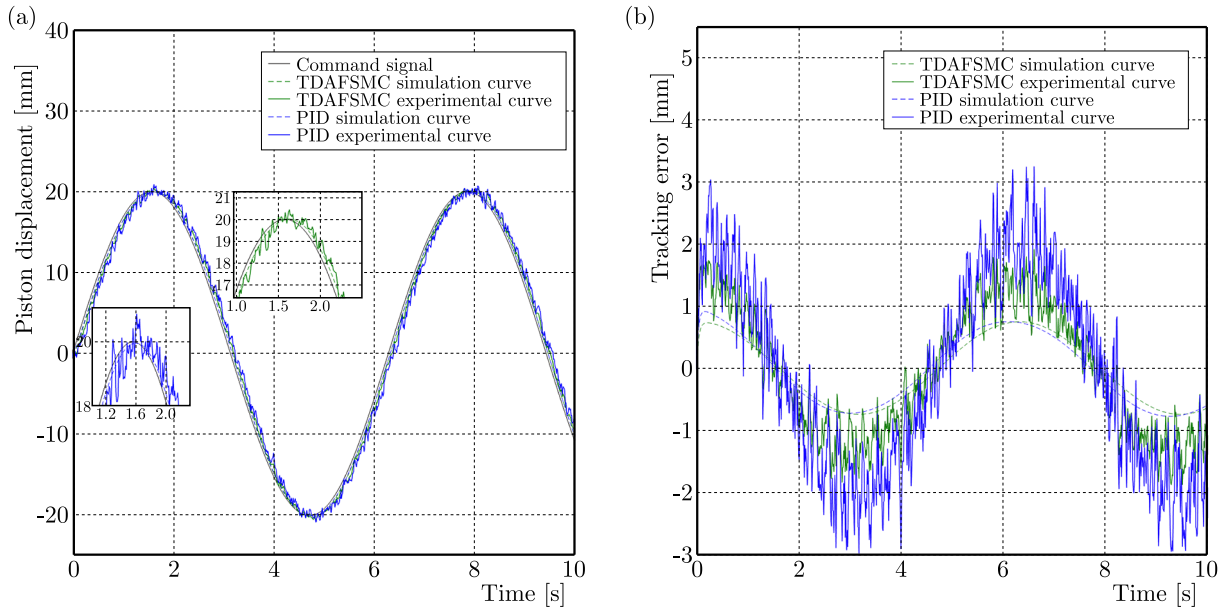 (a)
40
30
20
10
0
-10
-20
0
2
4
6
8
10
Piston displacement [mm]
Time [s]
Command signal
TDAFSMC simulation curve
TDAFSMC experimental curve
PID simulation curve
PID experimental curve
21
20
19
18
17
1.0
1.5
2.0
20
18
1.2
1.6
2.0
(b)
5
4
3
2
1
0
-1
-2
-3
0
2
4
6
8
10
Tracking error [mm]
Time [s]
TDAFSMC simulation curve
TDAFSMC experimental curve
PID simulation curve
PID experimental curve